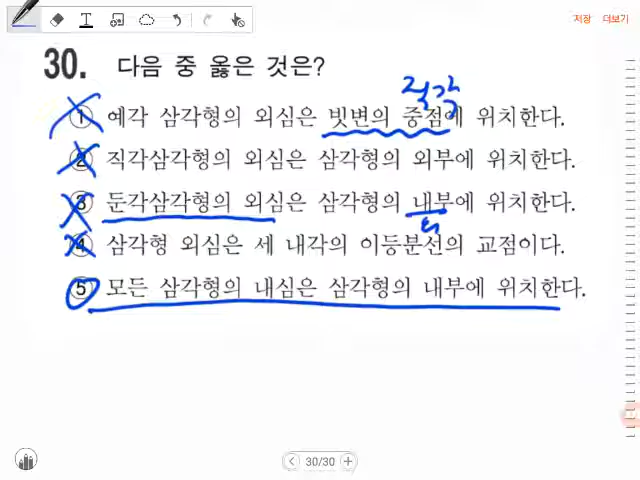 저장 더보기
30. 다음 중 옳은 것은?
직각
① 예각 삼각형의 외심은 빗변의 중점에 위치한다.
② 직각삼각형의 외심은 삼각형의 외부에 위치한다.
③ 둔각삼각형의 외심은 삼각형의 내부에 위치한다.
④ 삼각형 외심은 세 내각의 이등분선의 교점이다.
⑤ 모든 삼각형의 내심은 삼각형의 내부에 위치한다.
30/30